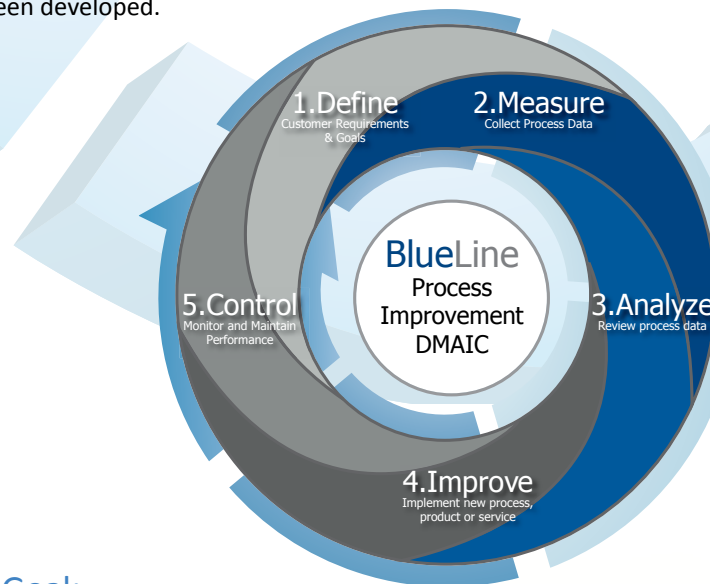 been developed.
1.Define
Customer Requirements
& Goals
2.Measure
Collect Process Data
BlueLine
Process
Improvement
DMAIC
3.Analyze
Review process data
5.Control
Monitor and Maintain
Performance
4.Improve
Implement new process,
product or service